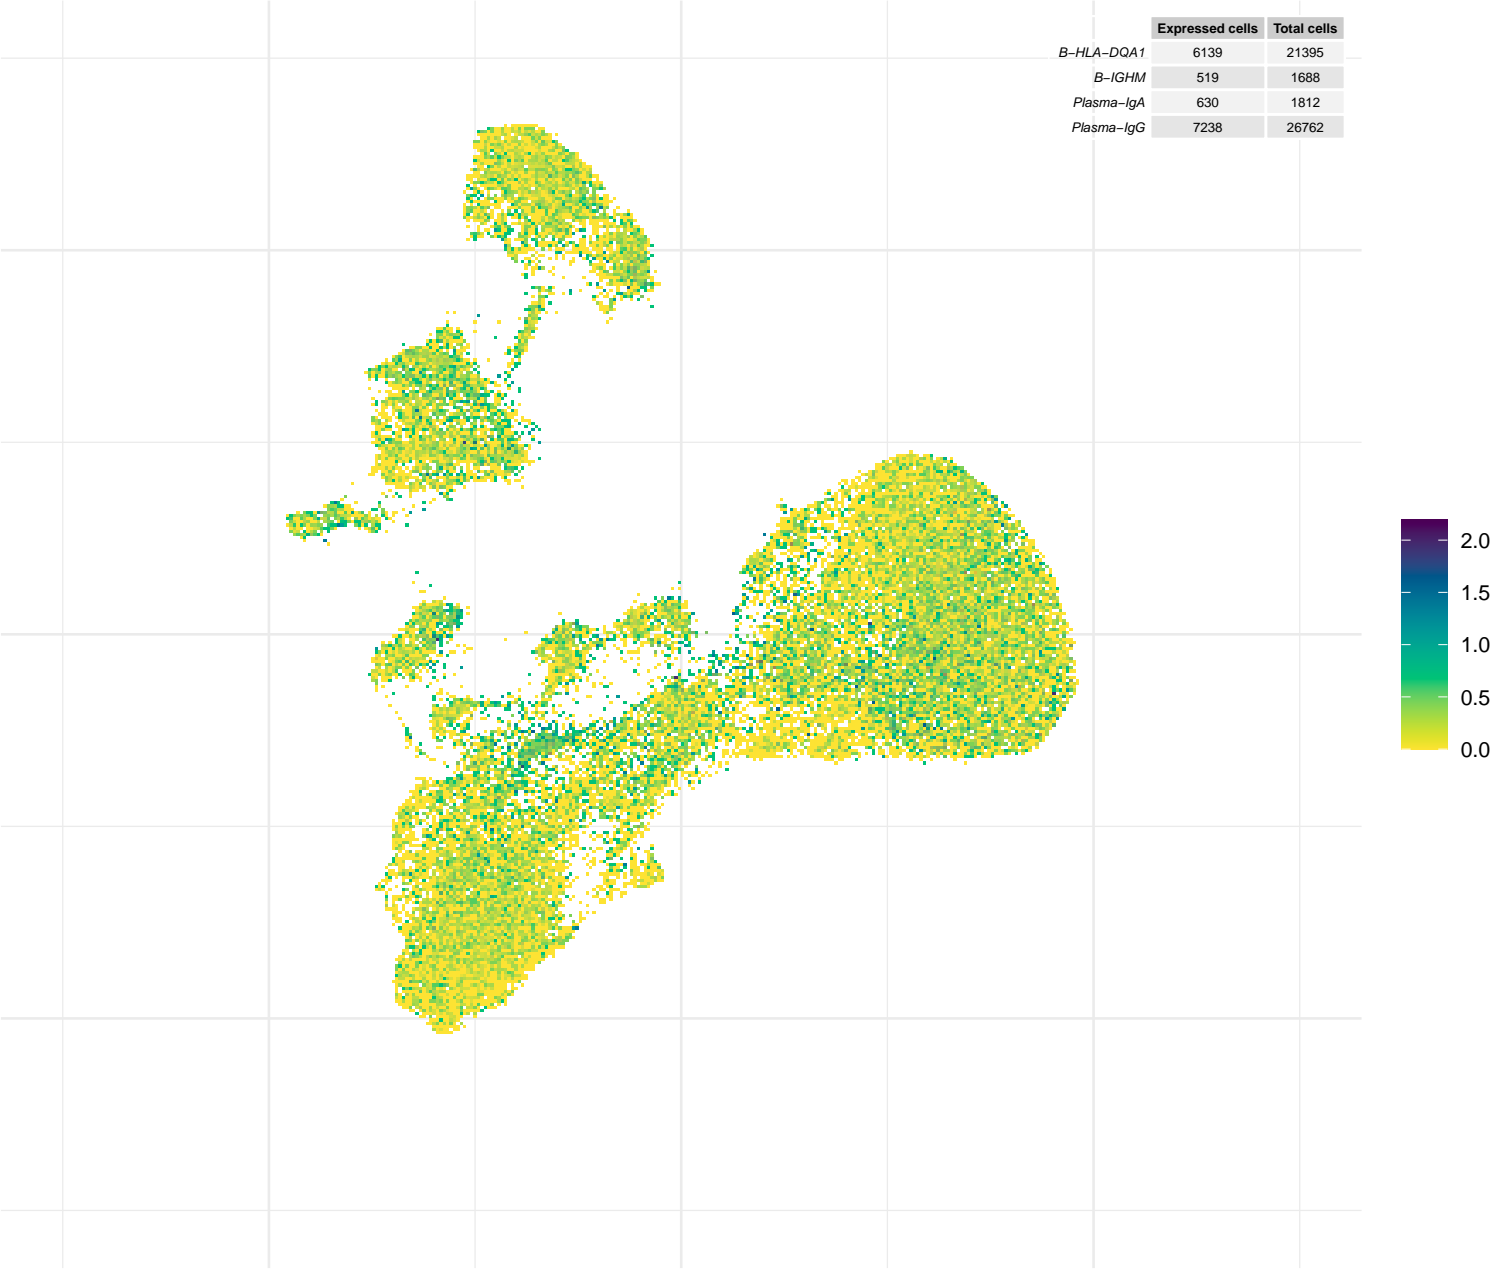 Expressed cells Total cells
B−HLA−DQA1 6139 21395
B−IGHM 519 1688
Plasma−IgA 630 1812
Plasma−IgG 7238 26762
2.0
1.5
1.0
0.5
0.0